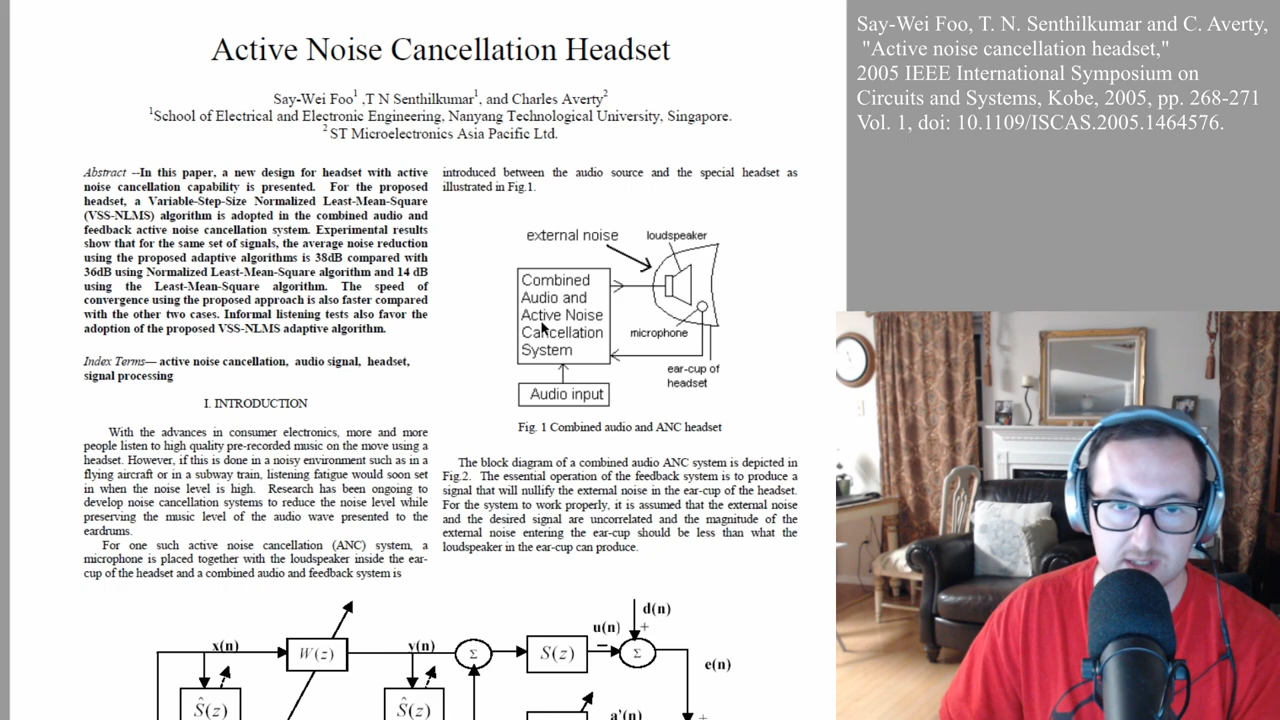 Active Noise Cancellation Headset
Say-Wei Foo1 ,T N Senthilkumar1, and Charles Averty2
1School of Electrical and Electronic Engineering, Nanyang Technological University, Singapore.
2 ST Microelectronics Asia Pacific Ltd.
Abstract --In this paper, a new design for headset with active
noise cancellation capability is presented. For the proposed
headset, a Variable-Step-Size Normalized Least-Mean-Square
(VSS-NLMS) algorithm is adopted in the combined audio and
feedback active noise cancellation system. Experimental results
show that for the same set of signals, the average noise reduction
using the proposed adaptive algorithms is 38dB compared with
36dB using Normalized Least-Mean-Square algorithm and 14 dB
using the Least-Mean-Square algorithm. The speed of
convergence using the proposed approach is also faster compared
with the other two cases. Informal listening tests also favor the
adoption of the proposed VSS-NLMS adaptive algorithm.
Index Terms— active noise cancellation, audio signal, headset,
signal processing
I. INTRODUCTION
With the advances in consumer electronics, more and more
people listen to high quality pre-recorded music on the move using a
headset. However, if this is done in a noisy environment such as in a
flying aircraft or in a subway train, listening fatigue would soon set
in when the noise level is high. Research has been ongoing to
develop noise cancellation systems to reduce the noise level while
preserving the music level of the audio wave presented to the
eardrums.
For one such active noise cancellation (ANC) system, a
microphone is placed together with the loudspeaker inside the ear-
cup of the headset and a combined audio and feedback system is
introduced between the audio source and the special headset as
illustrated in Fig.1.
external noise
loudspeaker
Combined
Audio and
Active Noise
Cancellation
System
microphone
ear-cup of
headset
Audio input
Fig. 1 Combined audio and ANC headset
The block diagram of a combined audio ANC system is depicted in
Fig.2. The essential operation of the feedback system is to produce a
signal that will nullify the external noise in the ear-cup of the headset.
For the system to work properly, it is assumed that the external noise
and the desired signal are uncorrelated and the magnitude of the
external noise entering the ear-cup should be less than what the
loudspeaker in the ear-cup can produce.
x(n)
W(z)
y(n)
Σ
S(z)
u(n)
−
d(n)
+
Σ
e(n)
Ŝ(z)
Ŝ(z)
a'(n)
+
Say-Wei Foo, T. N. Senthilkumar and C. Averty,
"Active noise cancellation headset,"
2005 IEEE International Symposium on
Circuits and Systems, Kobe, 2005, pp. 268-271
Vol. 1, doi: 10.1109/ISCAS.2005.1464576.